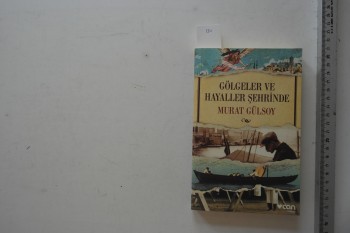 GÖLGELER VE
HAYALLER ŞEHRİNDE
MURAT GÜLSOY
can